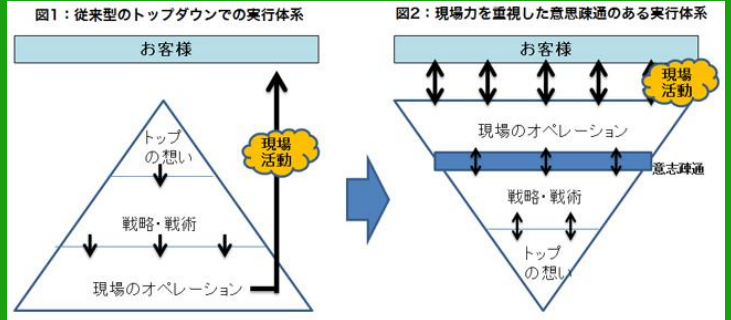 図1：従来型のトップダウンでの実行体系
お客様
現場
活動
トップ
の想い
戦略・戦術
現場のオペレーション
図2：現場力を重視した意思疎通のある実行体系
お客様
現場
活動
現場のオペレーション
意志疎通
戦略・戦術
トップ
の想い